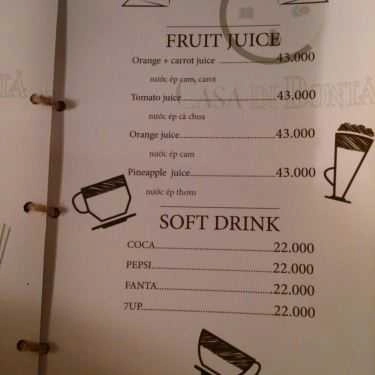 FRUIT JUICE
Orange + carrot juice 43.000
nước ép cam, carot
Tomato juice 43.000
nước ép cà chua
Orange juice 43.000
nước ép cam
Pineapple juice 43.000
nước ép thơm
SOFT DRINK
COCA 22.000
PEPSI 22.000
FANTA 22.000
7UP 22.000